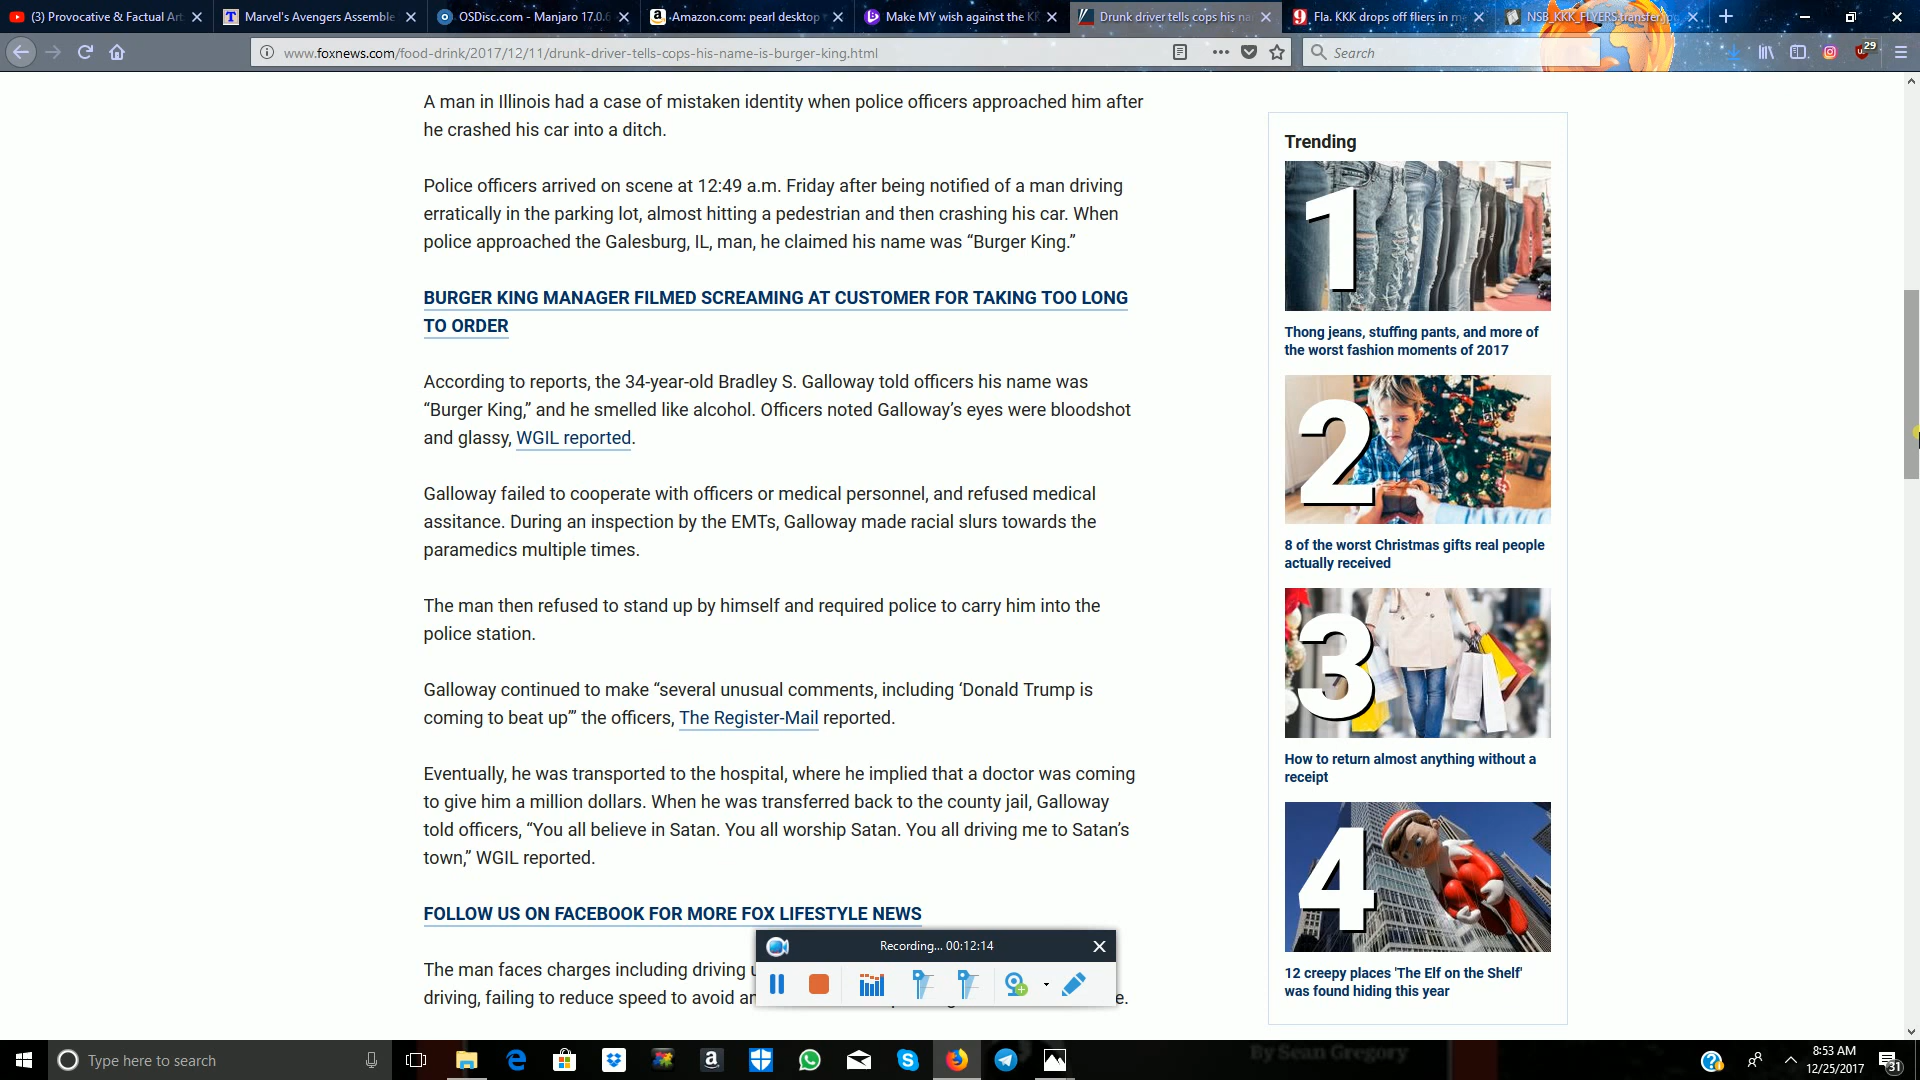 (3) Provocative & Factual Art
Marvel's Avengers Assemble
OSDisc.com - Manjaro 17.0.6
Amazon.com: pearl desktop
Make MY wish against the KK
Drunk driver tells cops his na
Fla. KKK drops off fliers in m
NSB_KKK_FLYERS.transfer.jpg
www.foxnews.com/food-drink/2017/12/11/drunk-driver-tells-cops-his-name-is-burger-king.html
Search
29
A man in Illinois had a case of mistaken identity when police officers approached him after
he crashed his car into a ditch.
Police officers arrived on scene at 12:49 a.m. Friday after being notified of a man driving
erratically in the parking lot, almost hitting a pedestrian and then crashing his car. When
police approached the Galesburg, IL, man, he claimed his name was “Burger King.”
BURGER KING MANAGER FILMED SCREAMING AT CUSTOMER FOR TAKING TOO LONG
TO ORDER
According to reports, the 34-year-old Bradley S. Galloway told officers his name was
“Burger King,” and he smelled like alcohol. Officers noted Galloway’s eyes were bloodshot
and glassy, WGIL reported.
Galloway failed to cooperate with officers or medical personnel, and refused medical
assitance. During an inspection by the EMTs, Galloway made racial slurs towards the
paramedics multiple times.
The man then refused to stand up by himself and required police to carry him into the
police station.
Galloway continued to make “several unusual comments, including ‘Donald Trump is
coming to beat up’” the officers, The Register-Mail reported.
Eventually, he was transported to the hospital, where he implied that a doctor was coming
to give him a million dollars. When he was transferred back to the county jail, Galloway
told officers, “You all believe in Satan. You all worship Satan. You all driving me to Satan’s
town,” WGIL reported.
FOLLOW US ON FACEBOOK FOR MORE FOX LIFESTYLE NEWS
The man faces charges including driving
driving, failing to reduce speed to avoid
Trending
1
Thong jeans, stuffing pants, and more of
the worst fashion moments of 2017
2
8 of the worst Christmas gifts real people
actually received
3
How to return almost anything without a
receipt
4
12 creepy places 'The Elf on the Shelf'
was found hiding this year
Recording... 00:12:14
Type here to search
By Sean Gregory
8:53 AM
12/25/2017
31